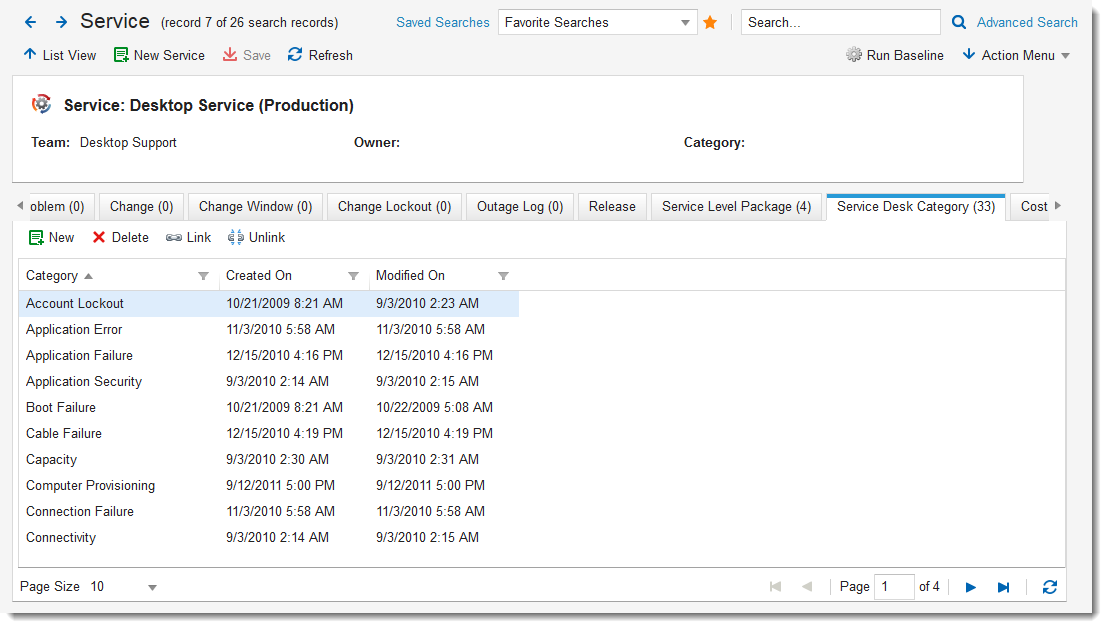 Service (record 7 of 26 search records) Saved Searches Favorite Searches Search... Advanced Search
List View New Service Save Refresh Run Baseline Action Menu
Service: Desktop Service (Production)
Team: Desktop Support Owner: Category:
oblem (0) Change (0) Change Window (0) Change Lockout (0) Outage Log (0) Release Service Level Package (4) Service Desk Category (33) Cost
New Delete Link Unlink
Category Created On Modified On
Account Lockout 10/21/2009 8:21 AM 9/3/2010 2:23 AM
Application Error 11/3/2010 5:58 AM 11/3/2010 5:58 AM
Application Failure 12/15/2010 4:16 PM 12/15/2010 4:16 PM
Application Security 9/3/2010 2:14 AM 9/3/2010 2:15 AM
Boot Failure 10/21/2009 8:21 AM 10/22/2009 5:08 AM
Cable Failure 12/15/2010 4:19 PM 12/15/2010 4:19 PM
Capacity 9/3/2010 2:30 AM 9/3/2010 2:31 AM
Computer Provisioning 9/12/2011 5:00 PM 9/12/2011 5:00 PM
Connection Failure 11/3/2010 5:58 AM 11/3/2010 5:58 AM
Connectivity 9/3/2010 2:14 AM 9/3/2010 2:15 AM
Page Size 10 Page 1 of 4